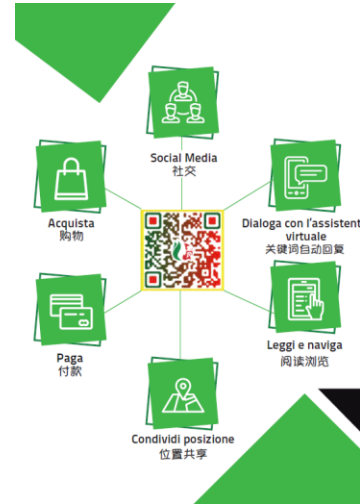 Social Media
社交
Acquista
购物
Dialoga con l'assistent
virtuale
关键词自动回复
Paga
付款
Leggi e naviga
阅读浏览
Condividi posizione
位置共享